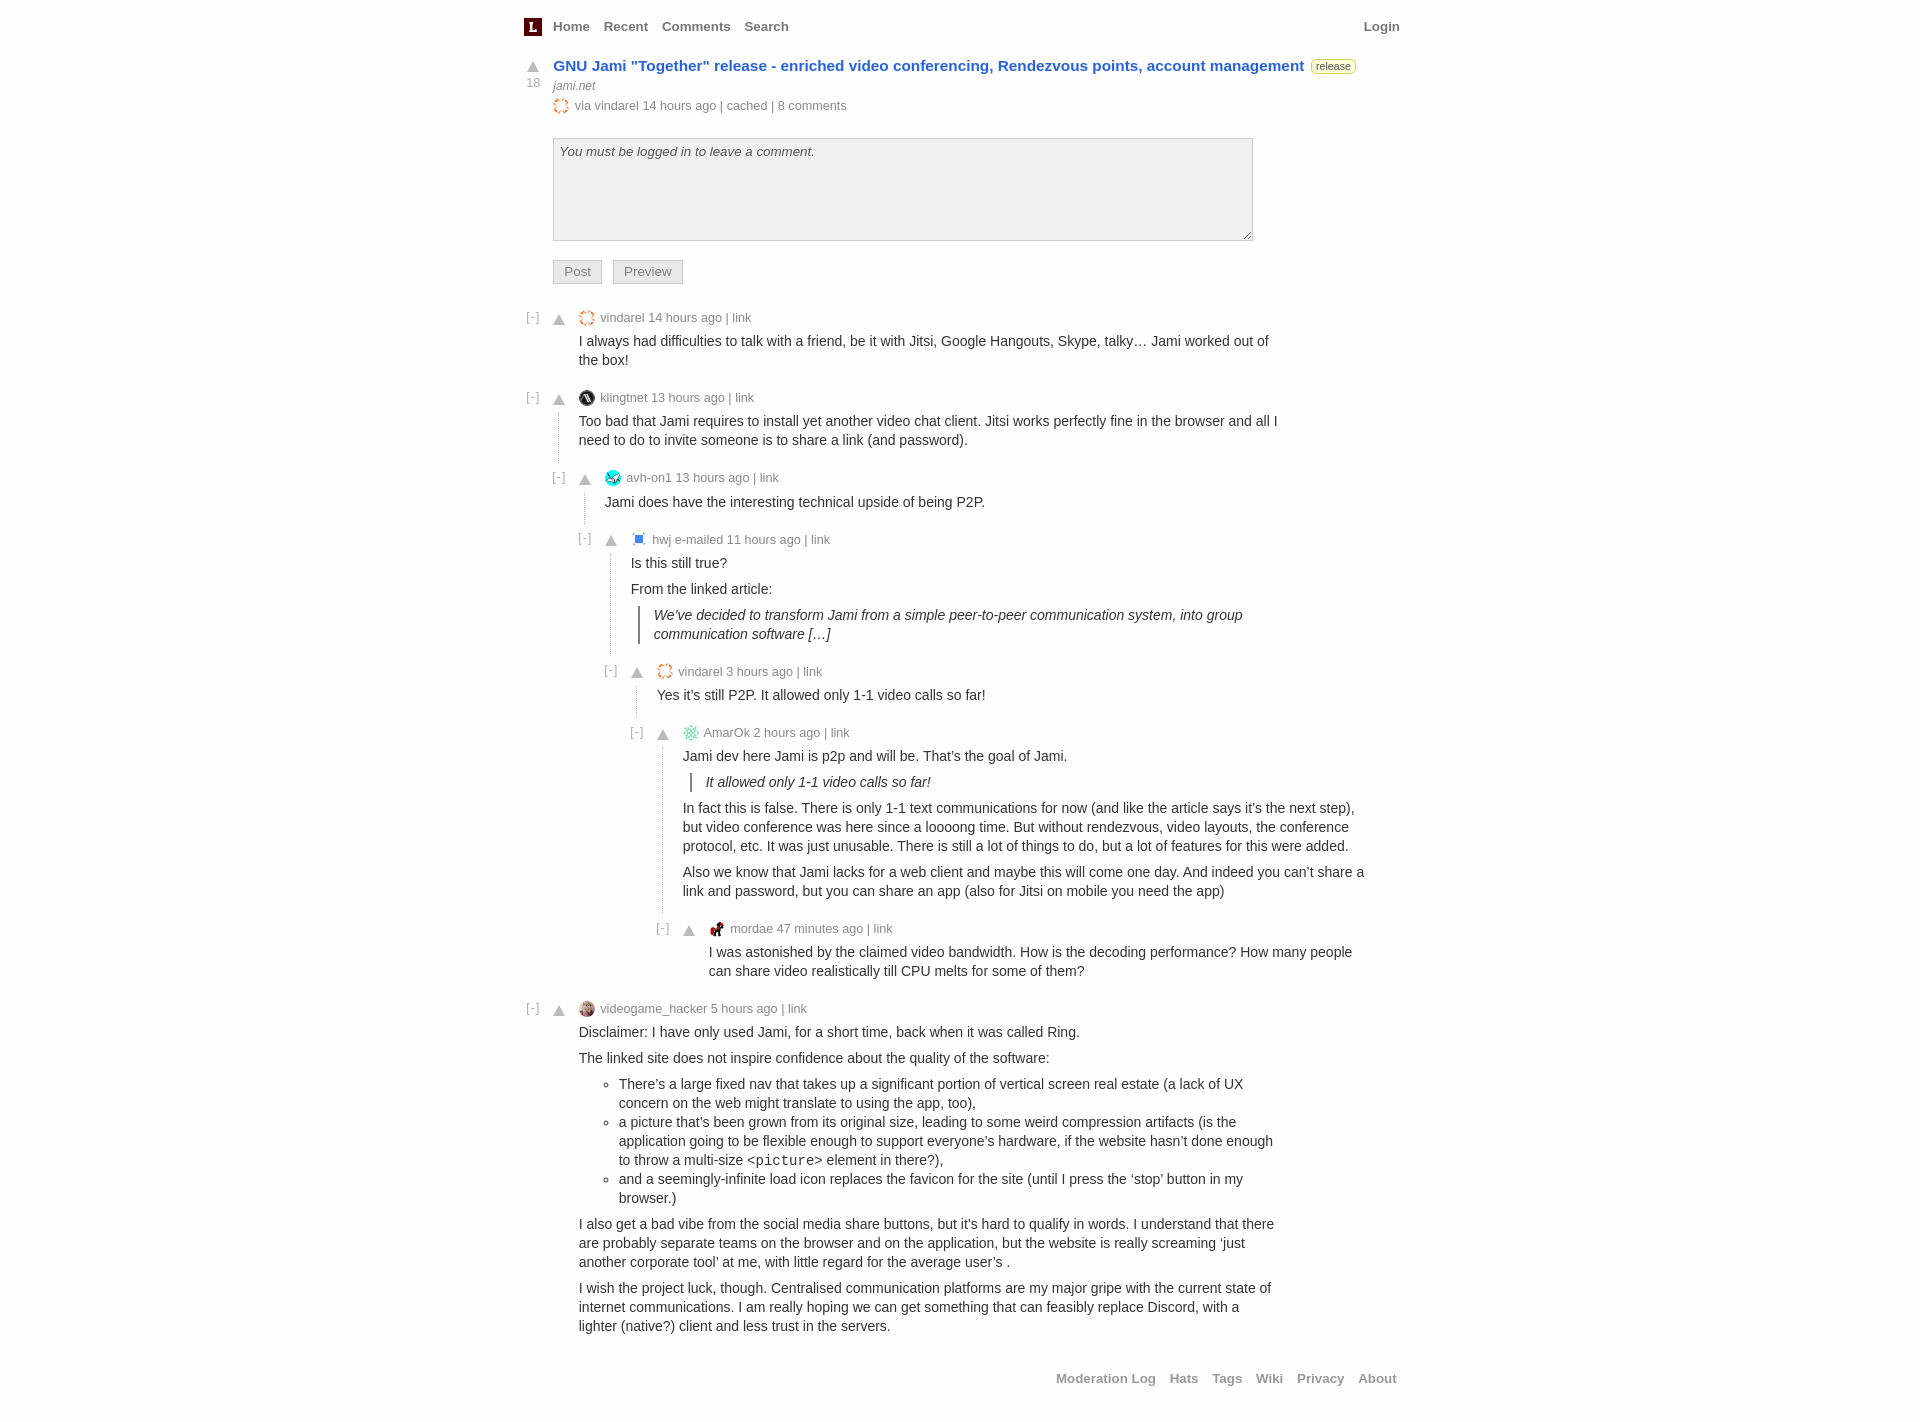 L Home Recent Comments Search Login
GNU Jami "Together" release - enriched video conferencing, Rendezvous points, account management release
18
jami.net
via vindarel 14 hours ago | cached | 8 comments
You must be logged in to leave a comment.
Post Preview
[-] vindarel 14 hours ago | link
I always had difficulties to talk with a friend, be it with Jitsi, Google Hangouts, Skype, talky… Jami worked out of
the box!
[-] klingtnet 13 hours ago | link
Too bad that Jami requires to install yet another video chat client. Jitsi works perfectly fine in the browser and all I
need to do to invite someone is to share a link (and password).
[-] avh-on1 13 hours ago | link
Jami does have the interesting technical upside of being P2P.
[-] hwj e-mailed 11 hours ago | link
Is this still true?
From the linked article:
We’ve decided to transform Jami from a simple peer-to-peer communication system, into group
communication software […]
[-] vindarel 3 hours ago | link
Yes it’s still P2P. It allowed only 1-1 video calls so far!
[-] AmarOk 2 hours ago | link
Jami dev here Jami is p2p and will be. That’s the goal of Jami.
It allowed only 1-1 video calls so far!
In fact this is false. There is only 1-1 text communications for now (and like the article says it’s the next step),
but video conference was here since a loooong time. But without rendezvous, video layouts, the conference
protocol, etc. It was just unusable. There is still a lot of things to do, but a lot of features for this were added.
Also we know that Jami lacks for a web client and maybe this will come one day. And indeed you can’t share a
link and password, but you can share an app (also for Jitsi on mobile you need the app)
[-] mordae 47 minutes ago | link
I was astonished by the claimed video bandwidth. How is the decoding performance? How many people
can share video realistically till CPU melts for some of them?
[-] videogame_hacker 5 hours ago | link
Disclaimer: I have only used Jami, for a short time, back when it was called Ring.
The linked site does not inspire confidence about the quality of the software:
◦ There’s a large fixed nav that takes up a significant portion of vertical screen real estate (a lack of UX
concern on the web might translate to using the app, too),
◦ a picture that’s been grown from its original size, leading to some weird compression artifacts (is the
application going to be flexible enough to support everyone’s hardware, if the website hasn’t done enough
to throw a multi-size <picture> element in there?),
◦ and a seemingly-infinite load icon replaces the favicon for the site (until I press the ‘stop’ button in my
browser.)
I also get a bad vibe from the social media share buttons, but it’s hard to qualify in words. I understand that there
are probably separate teams on the browser and on the application, but the website is really screaming ‘just
another corporate tool’ at me, with little regard for the average user’s .
I wish the project luck, though. Centralised communication platforms are my major gripe with the current state of
internet communications. I am really hoping we can get something that can feasibly replace Discord, with a
lighter (native?) client and less trust in the servers.
Moderation Log Hats Tags Wiki Privacy About